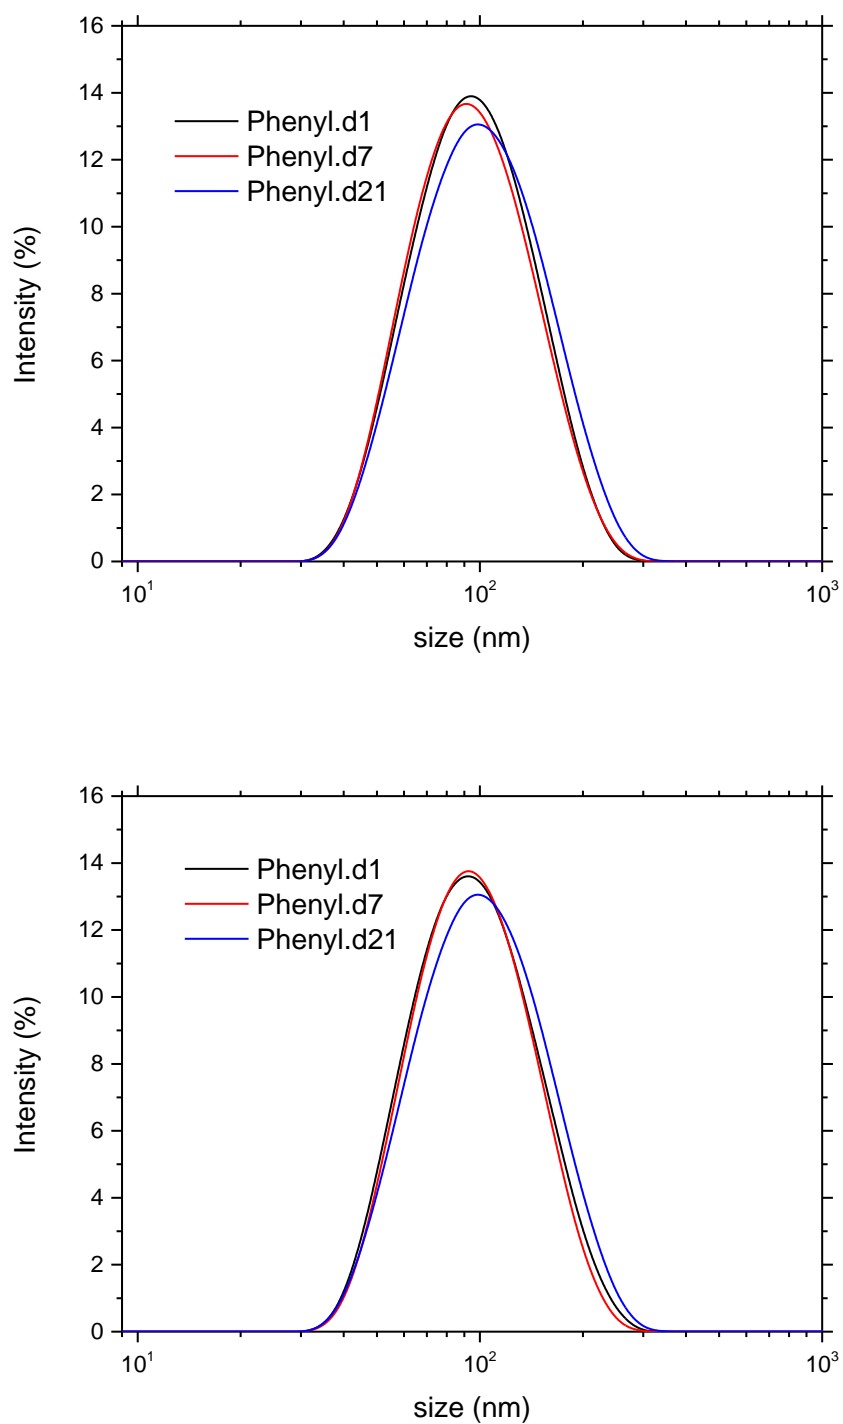 16
14
12
10
8
6
4
2
0
Intensity (%)
Phenyl.d1
Phenyl.d7
Phenyl.d21
10¹ 10² 10³
size (nm)
16
14
12
10
8
6
4
2
0
Intensity (%)
Phenyl.d1
Phenyl.d7
Phenyl.d21
10¹ 10² 10³
size (nm)